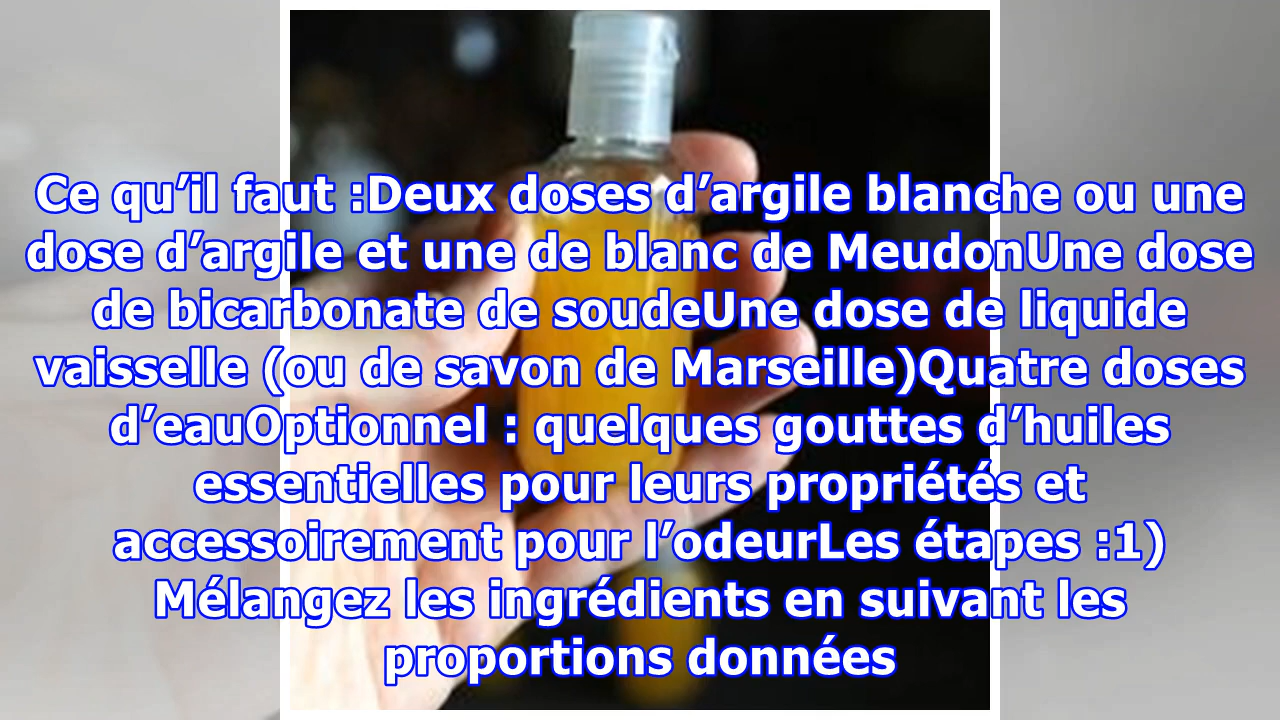 Ce qu’il faut :Deux doses d’argile blanche ou une
dose d’argile et une de blanc de MeudonUne dose
de bicarbonate de soudeUne dose de liquide
vaisselle (ou de savon de Marseille)Quatre doses
d’eauOptionnel : quelques gouttes d’huiles
essentielles pour leurs propriétés et
accessoirement pour l’odeurLes étapes :1)
Mélangez les ingrédients en suivant les
proportions données